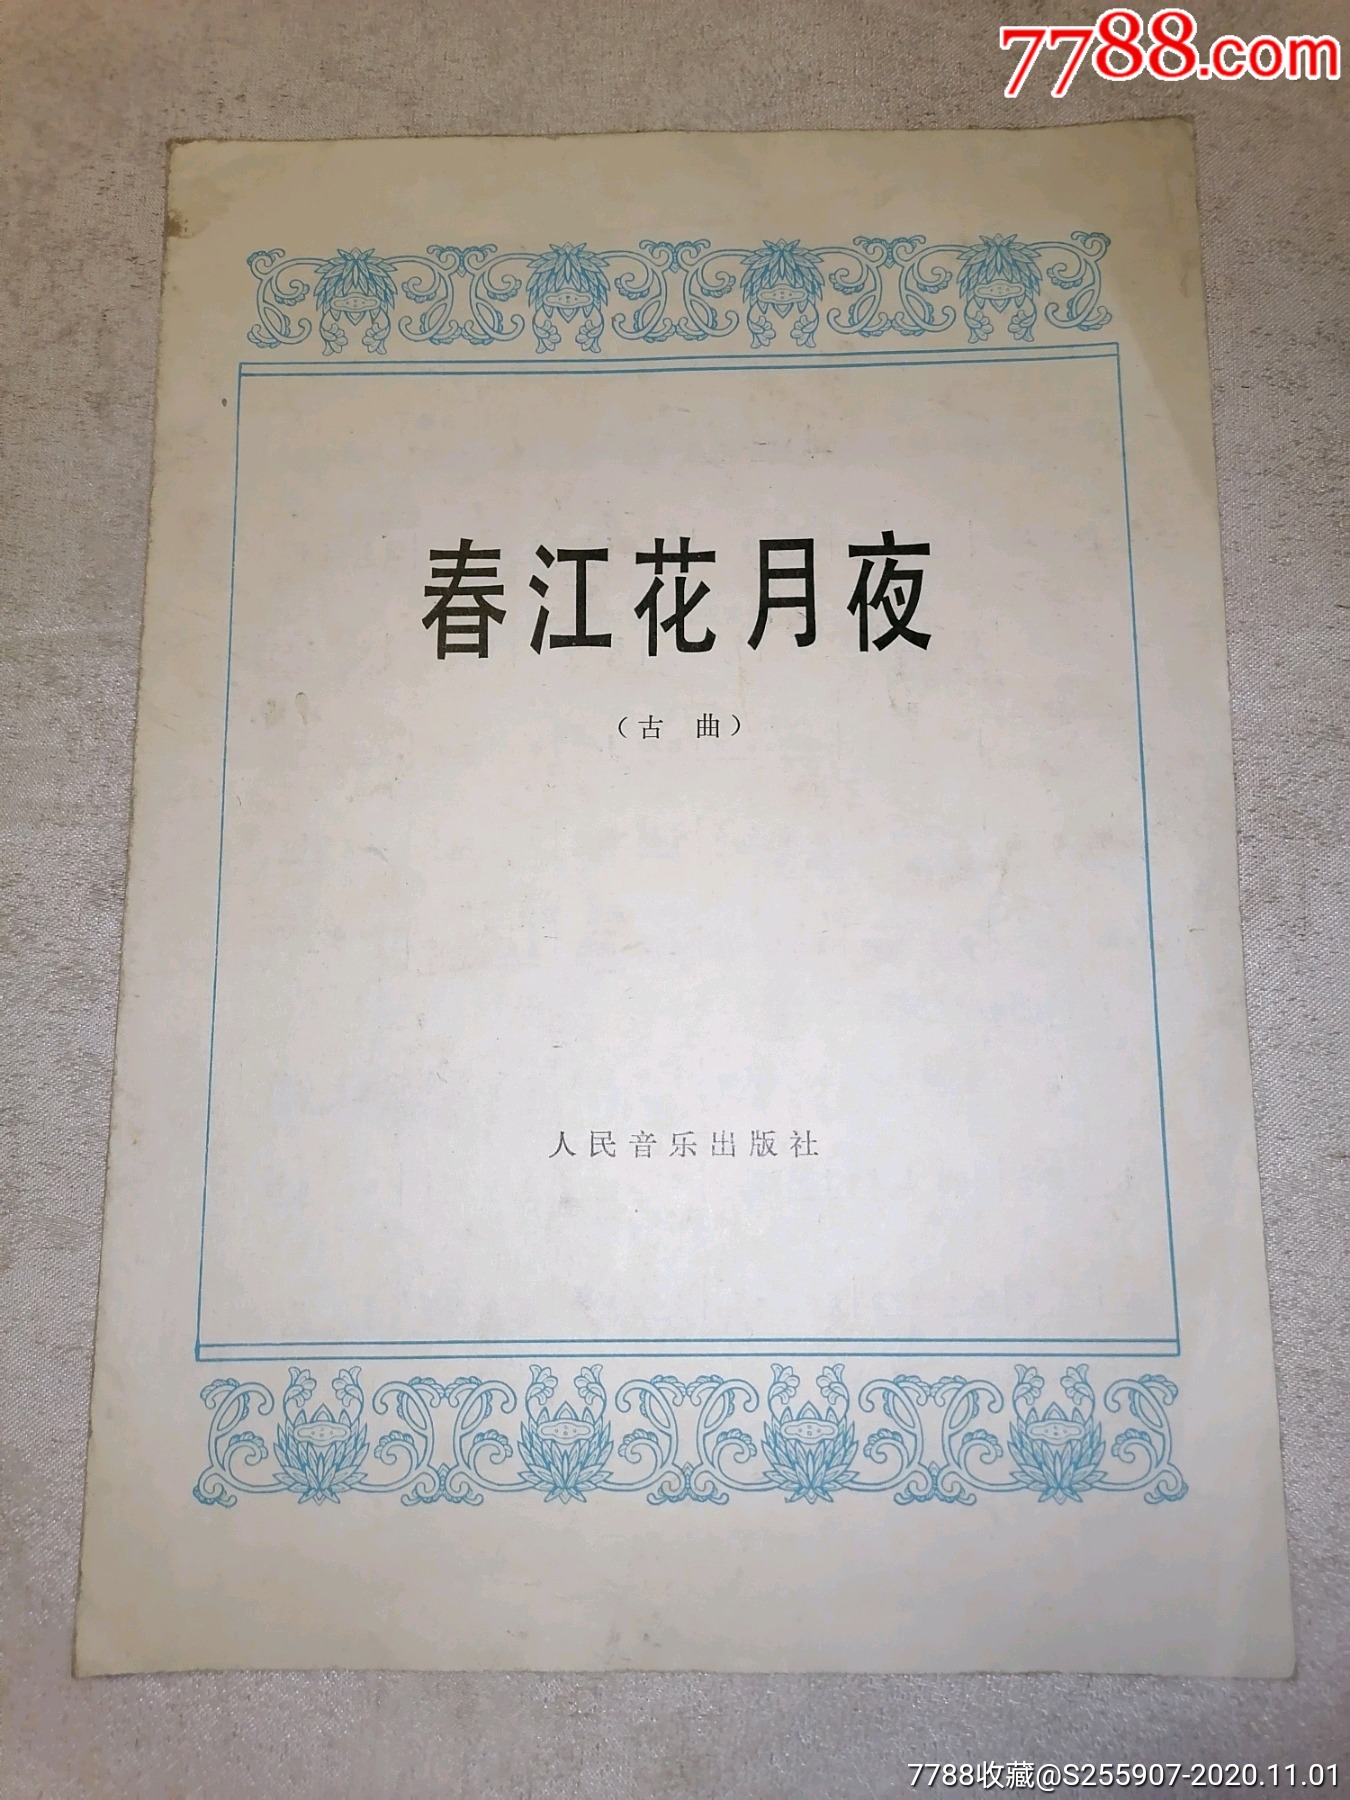 7788.com
春江花月夜
（古 曲）
人民音乐出版社
7788收藏@S255907-2020.11.01